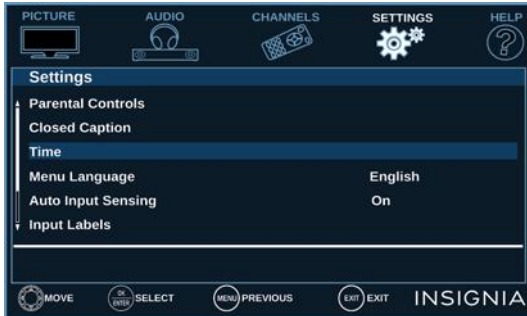 PICTURE AUDIO CHANNELS SETTINGS HELP
Settings
Parental Controls
Closed Caption
Time
Menu Language English
Auto Input Sensing On
Input Labels
MOVE OK ENTER SELECT MENU PREVIOUS EXIT EXIT INSIGNIA